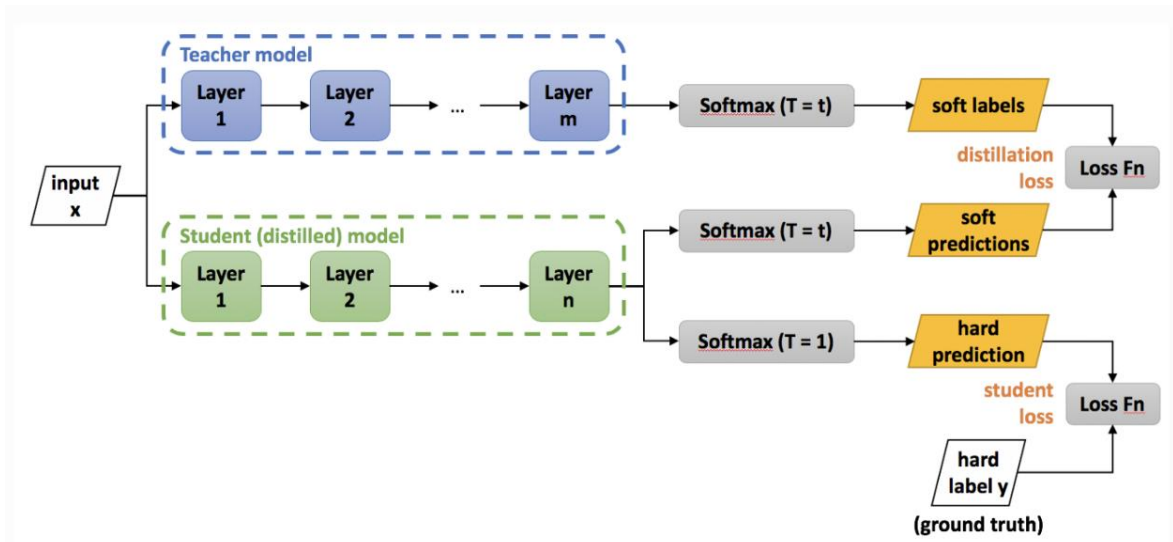 Teacher model
Layer
1
Layer
2
...
Layer
m
Softmax (T = t)
soft labels
distillation
loss
Loss Fn
input
x
Student (distilled) model
Layer
1
Layer
2
...
Layer
n
Softmax (T = t)
soft
predictions
Softmax (T = 1)
hard
prediction
student
loss
Loss Fn
hard
label y
(ground truth)